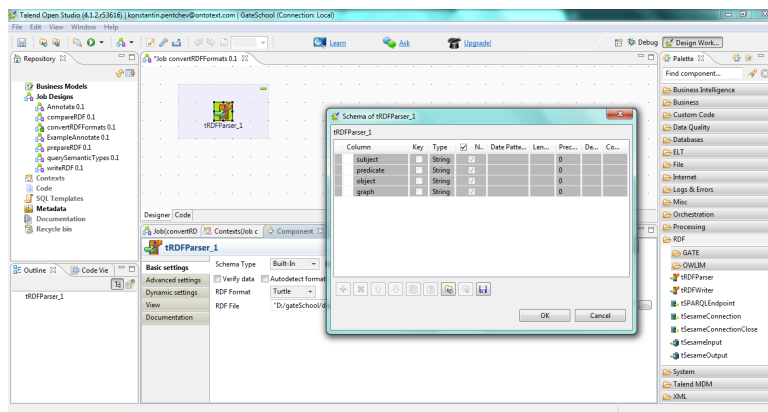 Talend Open Studio (4.1.2.r53616) | konstantin.pentchev@ontotext.com | GateSchool (Connection: Local)
File Edit View Window Help
Learn Ask Upgrade! Debug Design Work...
Repository
Business Models
Job Designs
Annotate 0.1
compareRDF 0.1
convertRDFFormats 0.1
ExampleAnnotate 0.1
prepareRDF 0.1
querySemanticTypes 0.1
writeRDF 0.1
Contexts
Code
SQL Templates
Metadata
Documentation
Recycle bin
Outline Code Vie
tRDFParser_1
*Job convertRDFFormats 0.1
tRDFParser_1
Designer Code
Job(convertRD Contexts(Job c Component
tRDFParser_1
Basic settings
Advanced settings
Dynamic settings
View
Documentation
Schema Type Built-In
Verify data Autodetect format
RDF Format Turtle
RDF File "D:/gateSchool/d
Schema of tRDFParser_1
tRDFParser_1
Column Key Type N.. Date Patte... Len... Prec... De... Co...
subject String 0
predicate String 0
object String 0
graph String 0
OK Cancel
Palette
Find component...
Business Intelligence
Business
Custom Code
Data Quality
Databases
ELT
File
Internet
Logs & Errors
Misc
Orchestration
Processing
RDF
GATE
OWLIM
tRDFParser
tRDFWriter
tSPARQLEndpoint
tSesameConnection
tSesameConnectionClose
tSesameInput
tSesameOutput
System
Talend MDM
XML